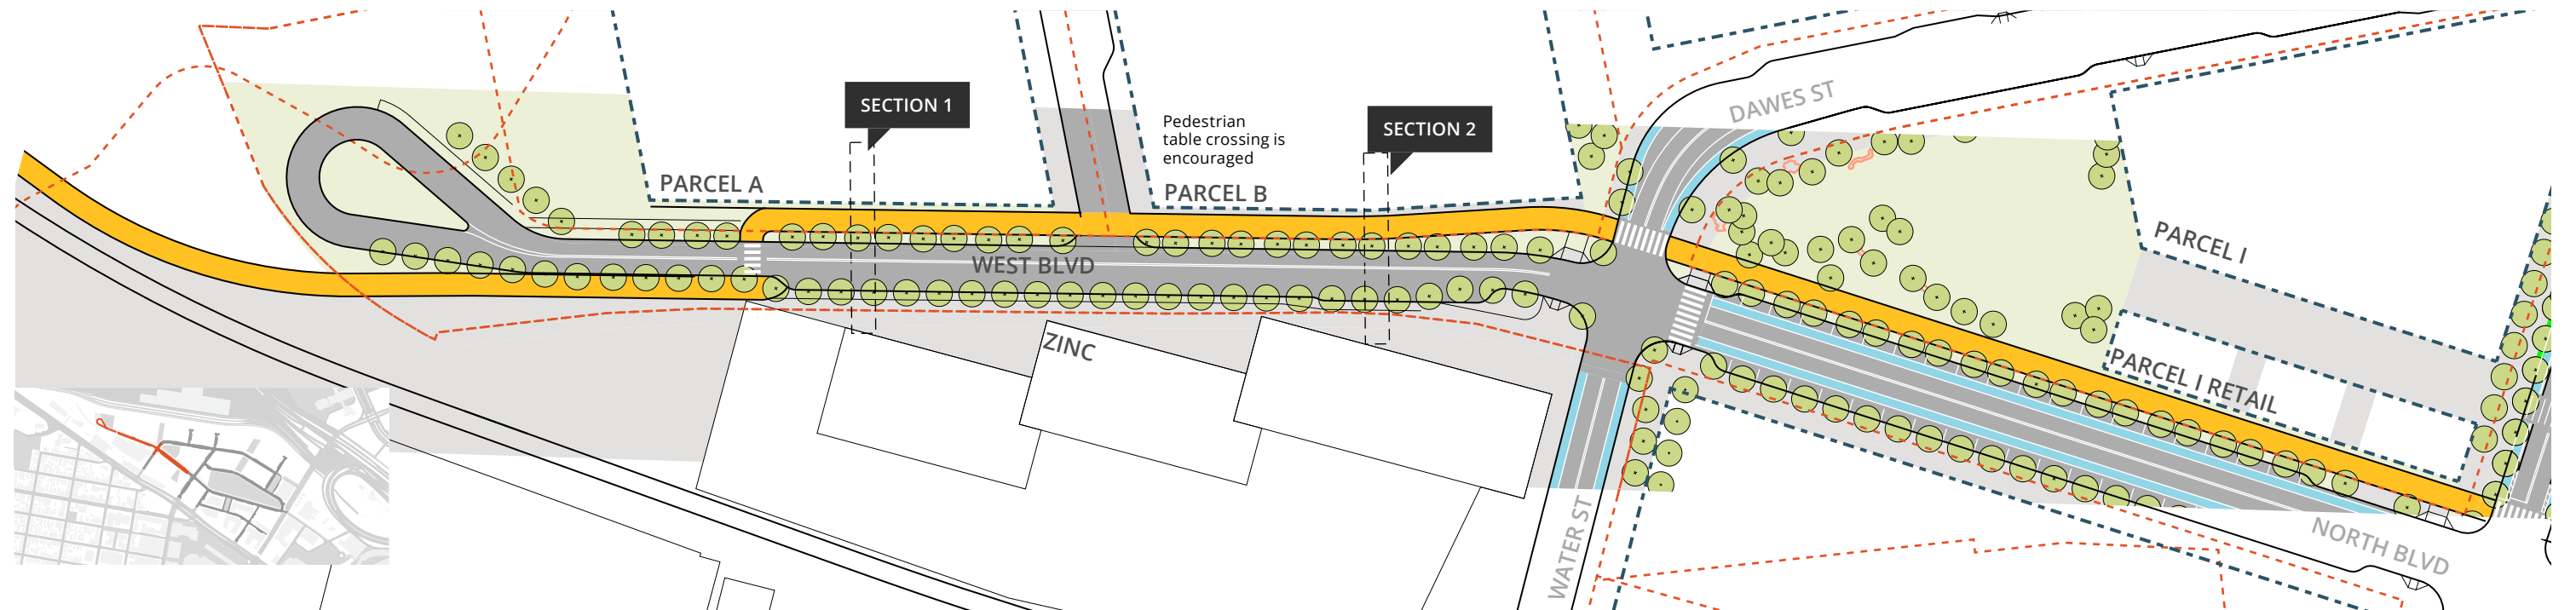 SECTION 1
SECTION 2
Pedestrian
table crossing is
encouraged
DAWES ST
PARCEL A
PARCEL B
PARCEL I
WEST BLVD
ZINC
PARCEL I RETAIL
WATER ST
NORTH BLVD